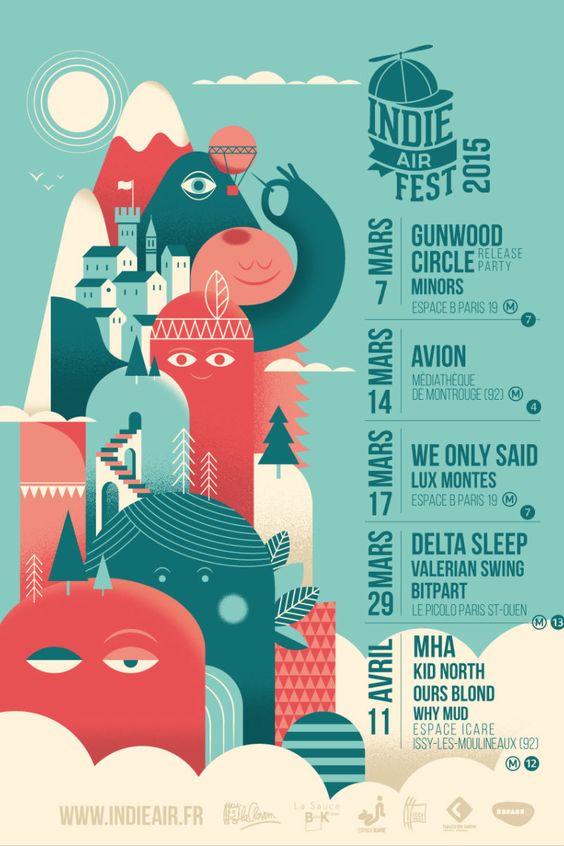 INDIE
AIR
FEST
2015
7 MARS
GUNWOOD
CIRCLE RELEASE PARTY
MINORS
ESPACE B PARIS 19 M 7
14 MARS
AVION
MÉDIATHÈQUE
DE MONTROUGE (92) M 4
17 MARS
WE ONLY SAID
LUX MONTES
ESPACE B PARIS 19 M 7
29 MARS
DELTA SLEEP
VALERIAN SWING
BITPART
LE PICOLO PARIS ST-OUEN
M 13
11 AVRIL
MHA
KID NORTH
OURS BLOND
WHY MUD
ESPACE ICARE
ISSY-LES-MOULINEAUX (92)
M 12
WWW.INDIEAIR.FR
La Sauce
ESPACE ICARE
ISSY